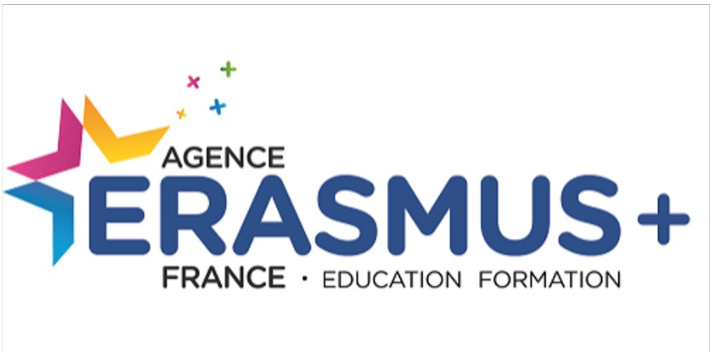 AGENCE
ERASMUS +
FRANCE · EDUCATION FORMATION